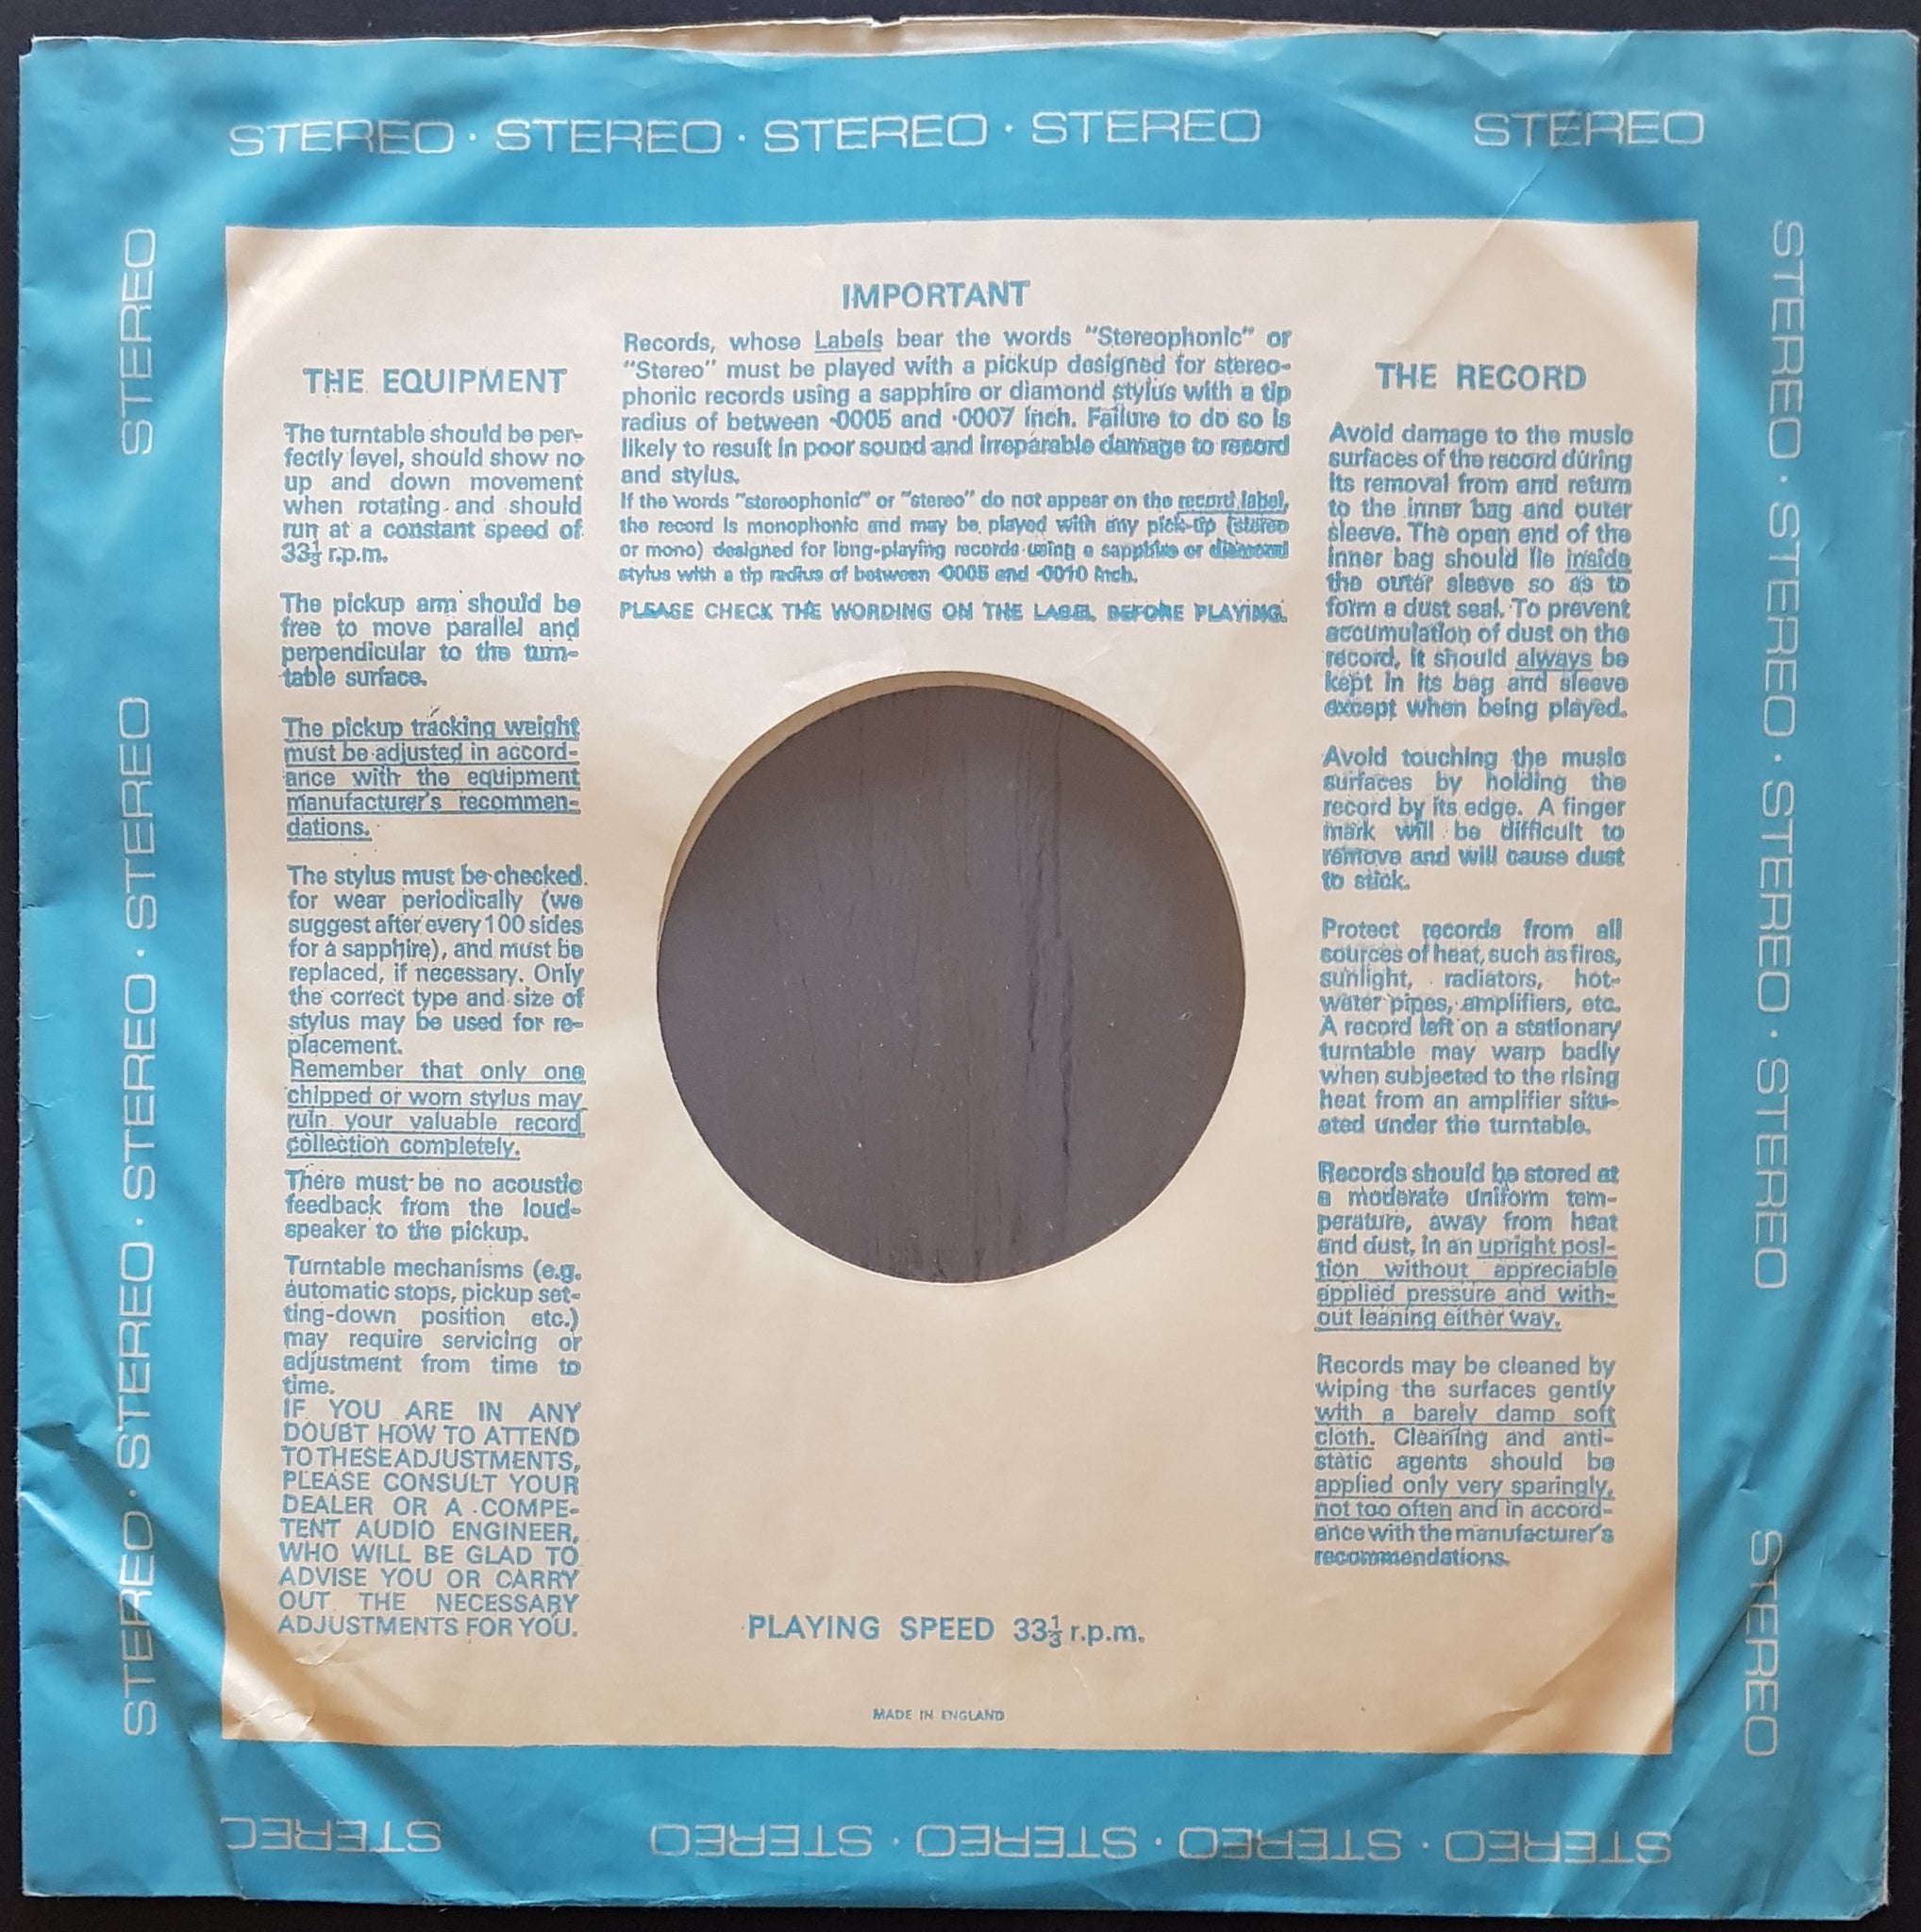 STEREO · STEREO · STEREO · STEREO
STEREO
STEREO
STEREO · STEREO · STEREO · STEREO
IMPORTANT
Records, whose Labels bear the words "Stereophonic" or
"Stereo" must be played with a pickup designed for stereo-
phonic records using a sapphire or diamond stylus with a tip
radius of between ·0005 and ·0007 inch. Failure to do so is
likely to result in poor sound and irreparable damage to record
and stylus.
If the words "stereophonic" or "stereo" do not appear on the record label,
the record is monophonic and may be played with any pick-up (stereo
or mono) designed for long-playing records using a sapphire or diamond
stylus with a tip radius of between ·0005 and ·0010 inch.
PLEASE CHECK THE WORDING ON THE LABEL BEFORE PLAYING.
THE EQUIPMENT
The turntable should be per-
fectly level, should show no
up and down movement
when rotating and should
run at a constant speed of
33⅓ r.p.m.
The pickup arm should be
free to move parallel and
perpendicular to the turn-
table surface.
The pickup tracking weight
must be adjusted in accord-
ance with the equipment
manufacturer's recommen-
dations.
The stylus must be checked
for wear periodically (we
suggest after every 100 sides
for a sapphire), and must be
replaced, if necessary. Only
the correct type and size of
stylus may be used for re-
placement.
Remember that only one
chipped or worn stylus may
ruin your valuable record
collection completely.
There must be no acoustic
feedback from the loud-
speaker to the pickup.
Turntable mechanisms (e.g.
automatic stops, pickup set-
ting-down position etc.)
may require servicing or
adjustment from time to
time.
IF YOU ARE IN ANY
DOUBT HOW TO ATTEND
TO THESE ADJUSTMENTS,
PLEASE CONSULT YOUR
DEALER OR A COMPE-
TENT AUDIO ENGINEER,
WHO WILL BE GLAD TO
ADVISE YOU OR CARRY
OUT THE NECESSARY
ADJUSTMENTS FOR YOU.
THE RECORD
Avoid damage to the music
surfaces of the record during
its removal from and return
to the inner bag and outer
sleeve. The open end of the
inner bag should lie inside
the outer sleeve so as to
form a dust seal. To prevent
accumulation of dust on the
record, it should always be
kept in its bag and sleeve
except when being played.
Avoid touching the music
surfaces by holding the
record by its edge. A finger
mark will be difficult to
remove and will cause dust
to stick.
Protect records from all
sources of heat, such as fires,
sunlight, radiators, hot-
water pipes, amplifiers, etc.
A record left on a stationary
turntable may warp badly
when subjected to the rising
heat from an amplifier situ-
ated under the turntable.
Records should be stored at
a moderate uniform tem-
perature, away from heat
and dust, in an upright posi-
tion without appreciable
applied pressure and with-
out leaning either way.
Records may be cleaned by
wiping the surfaces gently
with a barely damp soft
cloth. Cleaning and anti-
static agents should be
applied only very sparingly,
not too often and in accord-
ance with the manufacturer's
recommendations.
PLAYING SPEED 33⅓ r.p.m.
MADE IN ENGLAND
STEREO · STEREO · STEREO · STEREO
STEREO
STEREO · STEREO · STEREO · STEREO
STEREO